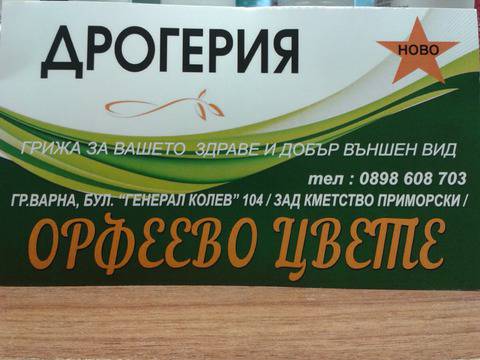 ДРОГЕРИЯ
НОВО
ГРИЖА ЗА ВАШЕТО ЗДРАВЕ И ДОБЪР ВЪНШЕН ВИД
тел : 0898 608 703
ГР.ВАРНА, БУЛ. "ГЕНЕРАЛ КОЛЕВ" 104 / ЗАД КМЕТСТВО ПРИМОРСКИ /
ОРФЕЕВО ЦВЕТЕ